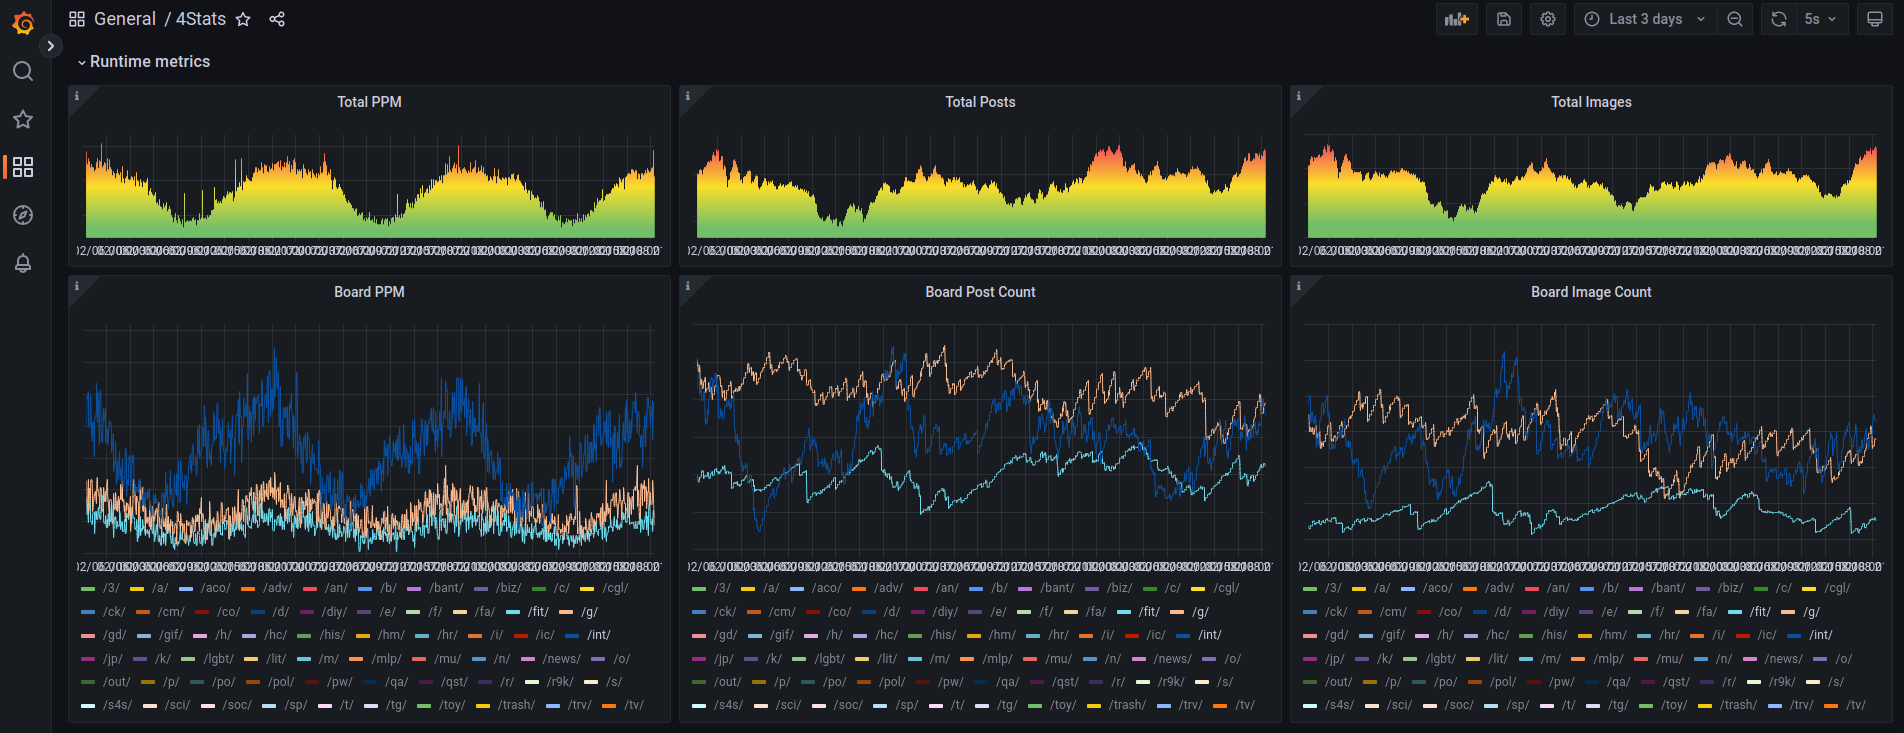 General / 4Stats
Last 3 days
5s
Runtime metrics
Total PPM
Total Posts
Total Images
Board PPM
/3/ /a/ /aco/ /adv/ /an/ /b/ /bant/ /biz/ /c/ /cgl/
/ck/ /cm/ /co/ /d/ /diy/ /e/ /f/ /fa/ /fit/ /g/
/gd/ /gif/ /h/ /hc/ /his/ /hm/ /hr/ /i/ /ic/ /int/
/jp/ /k/ /lgbt/ /lit/ /m/ /mlp/ /mu/ /n/ /news/ /o/
/out/ /p/ /po/ /pol/ /pw/ /qa/ /qst/ /r/ /r9k/ /s/
/s4s/ /sci/ /soc/ /sp/ /t/ /tg/ /toy/ /trash/ /trv/ /tv/
Board Post Count
/3/ /a/ /aco/ /adv/ /an/ /b/ /bant/ /biz/ /c/ /cgl/
/ck/ /cm/ /co/ /d/ /diy/ /e/ /f/ /fa/ /fit/ /g/
/gd/ /gif/ /h/ /hc/ /his/ /hm/ /hr/ /i/ /ic/ /int/
/jp/ /k/ /lgbt/ /lit/ /m/ /mlp/ /mu/ /n/ /news/ /o/
/out/ /p/ /po/ /pol/ /pw/ /qa/ /qst/ /r/ /r9k/ /s/
/s4s/ /sci/ /soc/ /sp/ /t/ /tg/ /toy/ /trash/ /trv/ /tv/
Board Image Count
/3/ /a/ /aco/ /adv/ /an/ /b/ /bant/ /biz/ /c/ /cgl/
/ck/ /cm/ /co/ /d/ /diy/ /e/ /f/ /fa/ /fit/ /g/
/gd/ /gif/ /h/ /hc/ /his/ /hm/ /hr/ /i/ /ic/ /int/
/jp/ /k/ /lgbt/ /lit/ /m/ /mlp/ /mu/ /n/ /news/ /o/
/out/ /p/ /po/ /pol/ /pw/ /qa/ /qst/ /r/ /r9k/ /s/
/s4s/ /sci/ /soc/ /sp/ /t/ /tg/ /toy/ /trash/ /trv/ /tv/